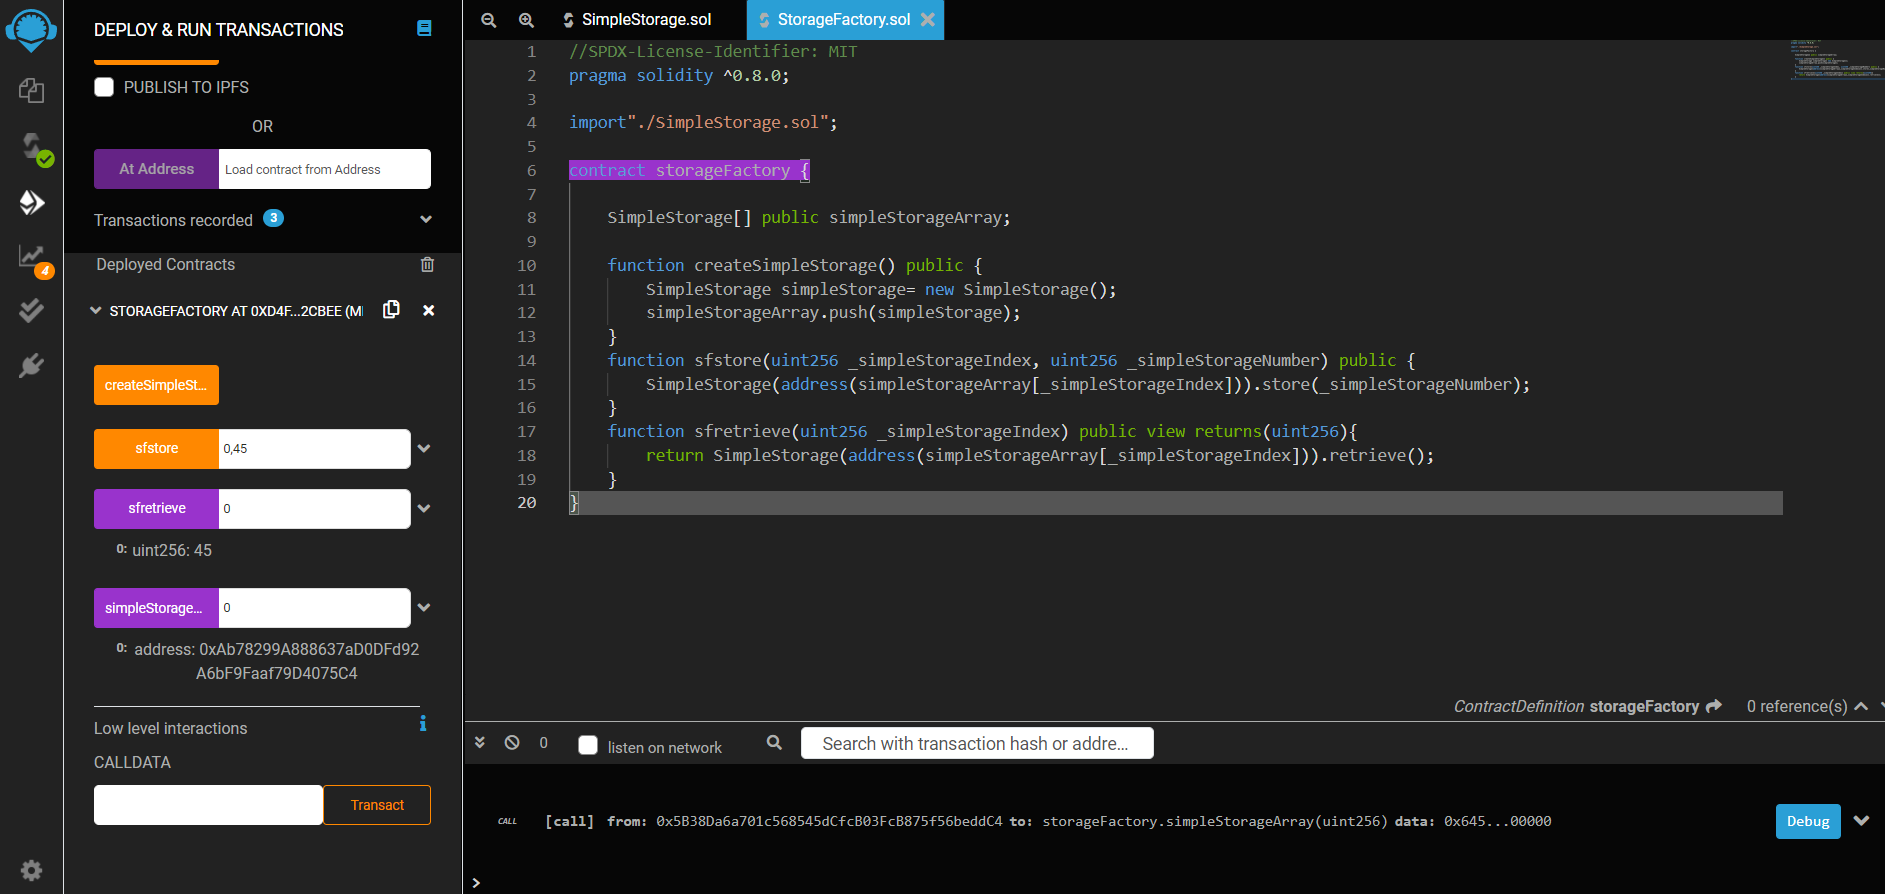 DEPLOY & RUN TRANSACTIONS
PUBLISH TO IPFS
OR
At Address
Load contract from Address
Transactions recorded 3
Deployed Contracts
STORAGEFACTORY AT 0XD4F...2CBEE (M
createSimpleSt...
sfstore
0,45
sfretrieve
0
0: uint256: 45
simpleStorage...
0
0: address: 0xAb78299A888637aD0DFd92
A6bF9Faaf79D4075C4
Low level interactions
i
CALLDATA
Transact
4
SimpleStorage.sol
StorageFactory.sol
1 //SPDX-License-Identifier: MIT
2 pragma solidity ^0.8.0;
3
4 import"./SimpleStorage.sol";
5
6 contract storageFactory {
7
8 SimpleStorage[] public simpleStorageArray;
9
10 function createSimpleStorage() public {
11 SimpleStorage simpleStorage= new SimpleStorage();
12 simpleStorageArray.push(simpleStorage);
13 }
14 function sfstore(uint256 _simpleStorageIndex, uint256 _simpleStorageNumber) public {
15 SimpleStorage(address(simpleStorageArray[_simpleStorageIndex])).store(_simpleStorageNumber);
16 }
17 function sfretrieve(uint256 _simpleStorageIndex) public view returns(uint256){
18 return SimpleStorage(address(simpleStorageArray[_simpleStorageIndex])).retrieve();
19 }
20 }
ContractDefinition storageFactory 0 reference(s)
0
listen on network
Search with transaction hash or addre...
CALL
[call] from: 0x5B38Da6a701c568545dCfcB03FcB875f56beddC4 to: storageFactory.simpleStorageArray(uint256) data: 0x645...00000
Debug
>